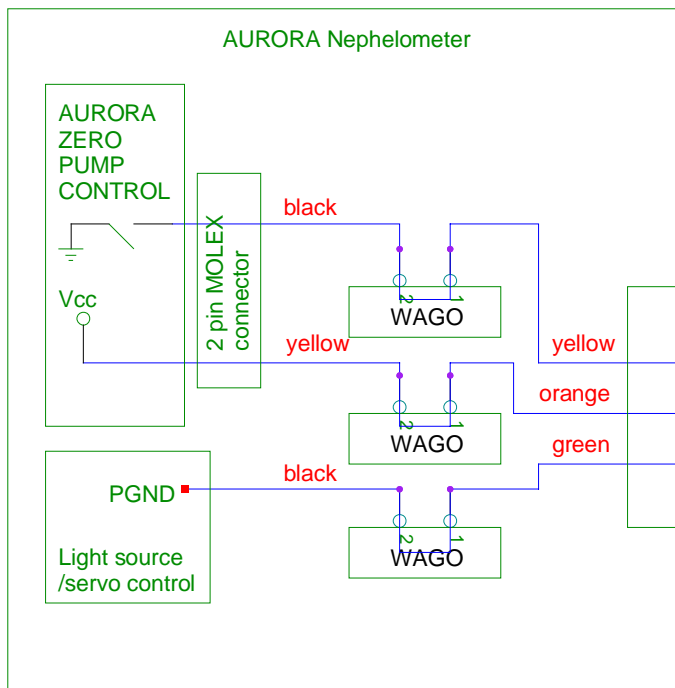 AURORA Nephelometer
AURORA
ZERO
PUMP
CONTROL
2 pin MOLEX
connector
black
2
1
WAGO
Vcc
yellow
yellow
2
1
WAGO
orange
green
PGND
black
2
1
WAGO
Light source
/servo control